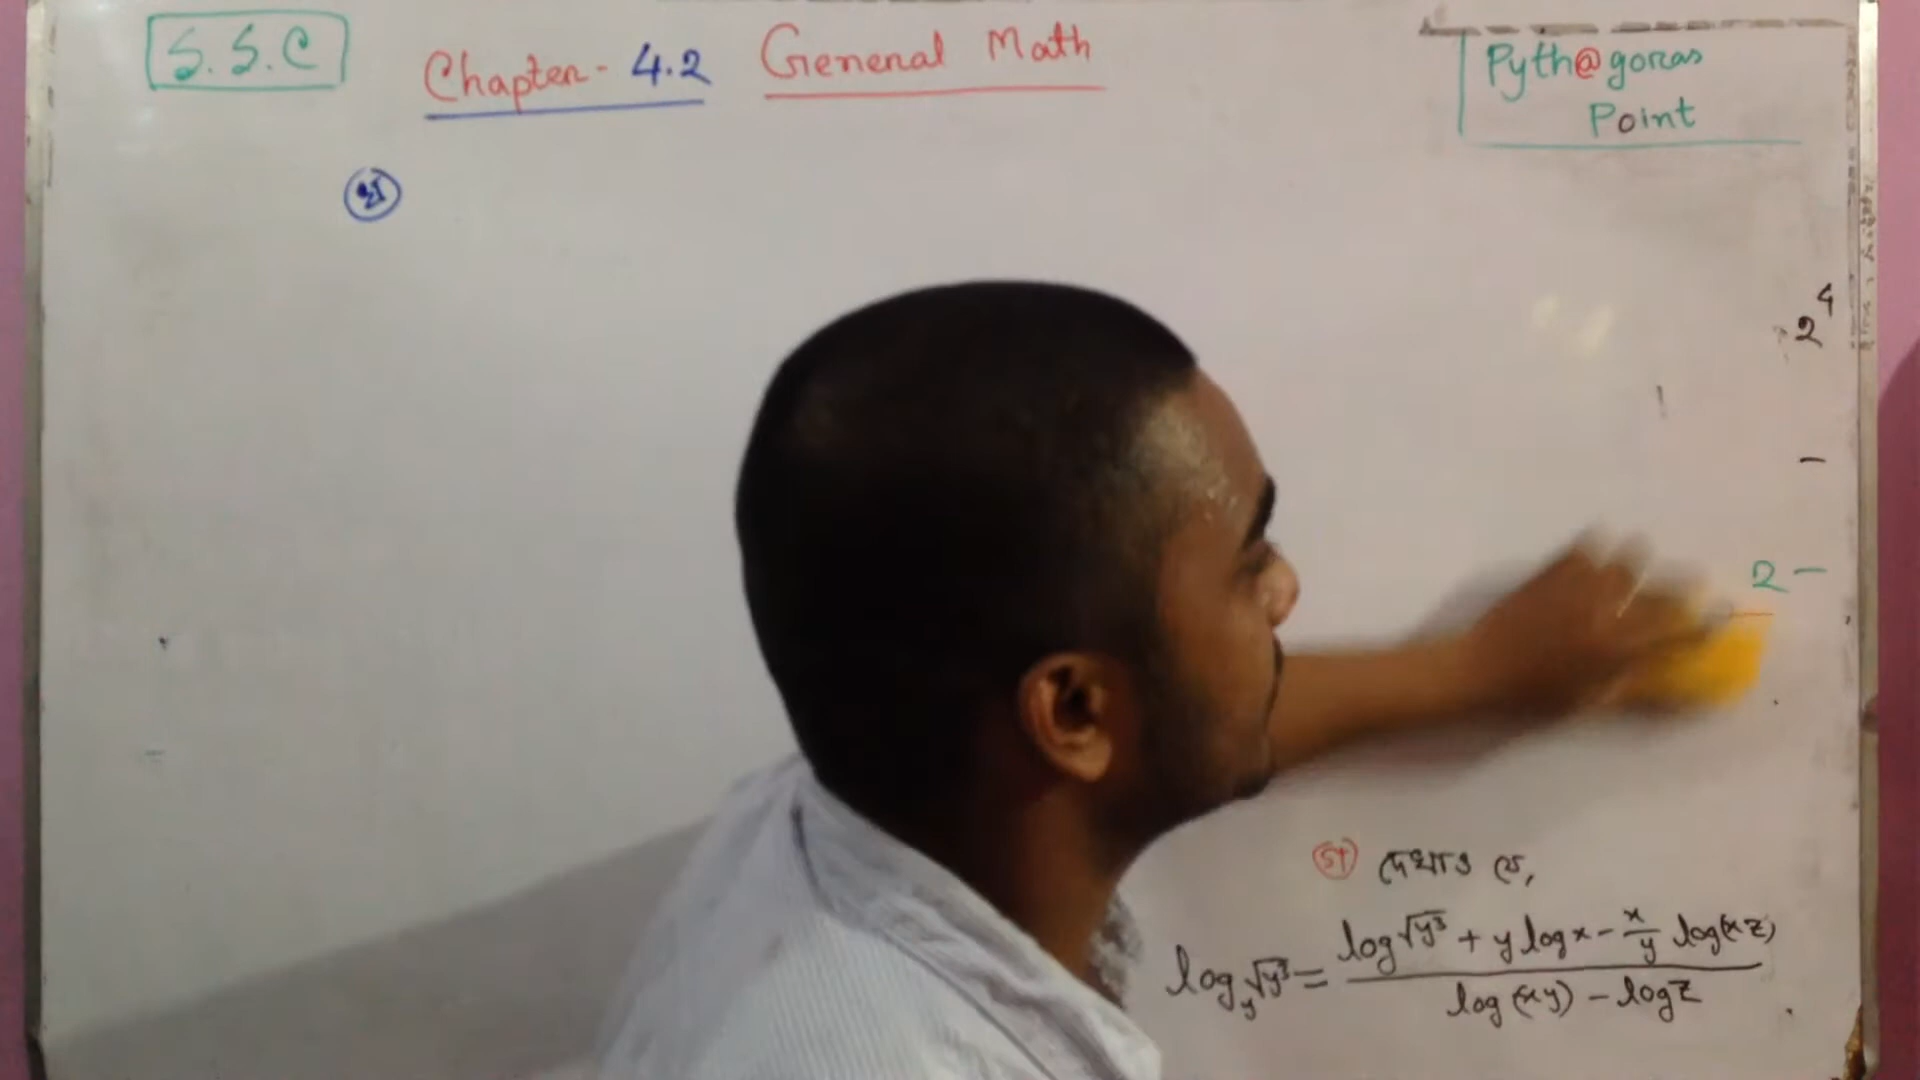 S.S.C
Chapter - 4.2 General Math
Pyth@goras
Point
খ
2⁴
-
2 -
গ দেখাও যে,
log_y √y³ = (log √y³ + y log x - x/y log(xz)) / (log (xy) - log z)